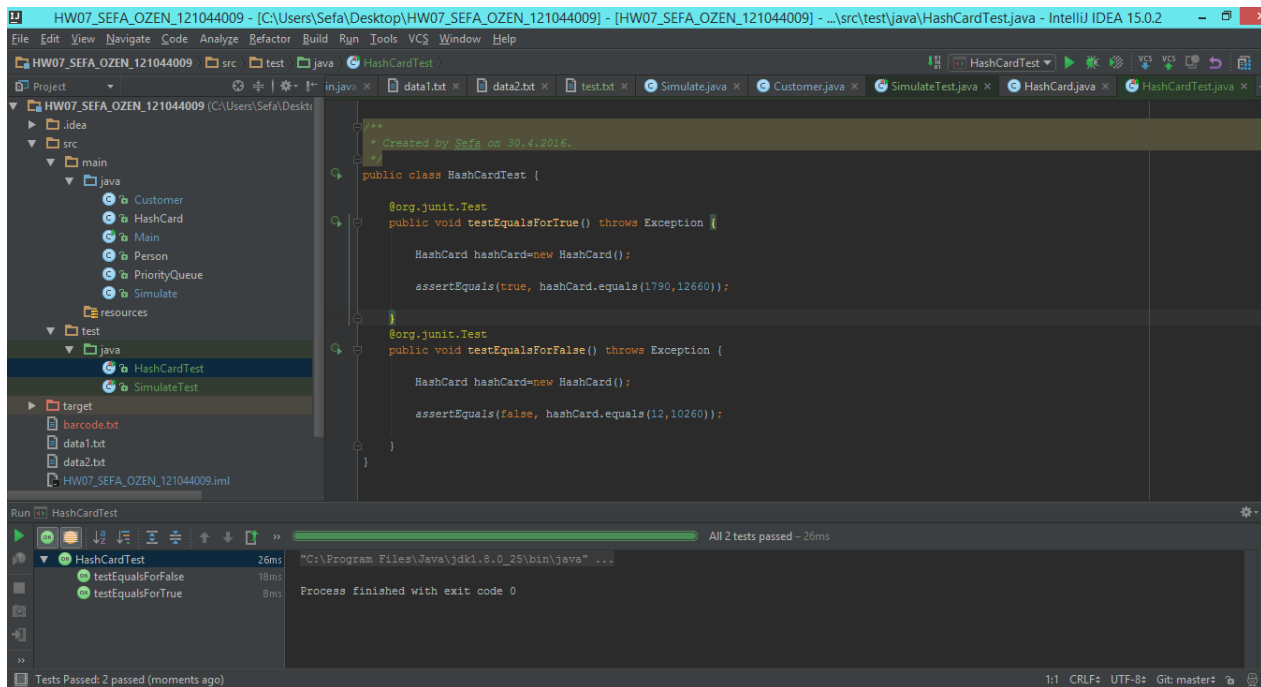 HW07_SEFA_OZEN_121044009 - [C:\Users\Sefa\Desktop\HW07_SEFA_OZEN_121044009] - [HW07_SEFA_OZEN_121044009] - ...\src\test\java\HashCardTest.java - IntelliJ IDEA 15.0.2
File Edit View Navigate Code Analyze Refactor Build Run Tools VCS Window Help
HW07_SEFA_OZEN_121044009 src test java HashCardTest
HashCardTest
VCS VCS
Project
in.java data1.txt data2.txt test.txt Simulate.java Customer.java SimulateTest.java HashCard.java HashCardTest.java
HW07_SEFA_OZEN_121044009 (C:\Users\Sefa\Deskto
.idea
src
main
java
Customer
HashCard
Main
Person
PriorityQueue
Simulate
resources
test
java
HashCardTest
SimulateTest
target
barcode.txt
data1.txt
data2.txt
HW07_SEFA_OZEN_121044009.iml
/**
* Created by Sefa on 30.4.2016.
*/
public class HashCardTest {
@org.junit.Test
public void testEqualsForTrue() throws Exception {
HashCard hashCard=new HashCard();
assertEquals(true, hashCard.equals(1790,12660));
}
@org.junit.Test
public void testEqualsForFalse() throws Exception {
HashCard hashCard=new HashCard();
assertEquals(false, hashCard.equals(12,10260));
}
}
Run HashCardTest
All 2 tests passed – 26ms
HashCardTest 26ms
testEqualsForFalse 18ms
testEqualsForTrue 8ms
"C:\Program Files\Java\jdk1.8.0_25\bin\java" ...
Process finished with exit code 0
Tests Passed: 2 passed (moments ago)
1:1 CRLF UTF-8 Git: master